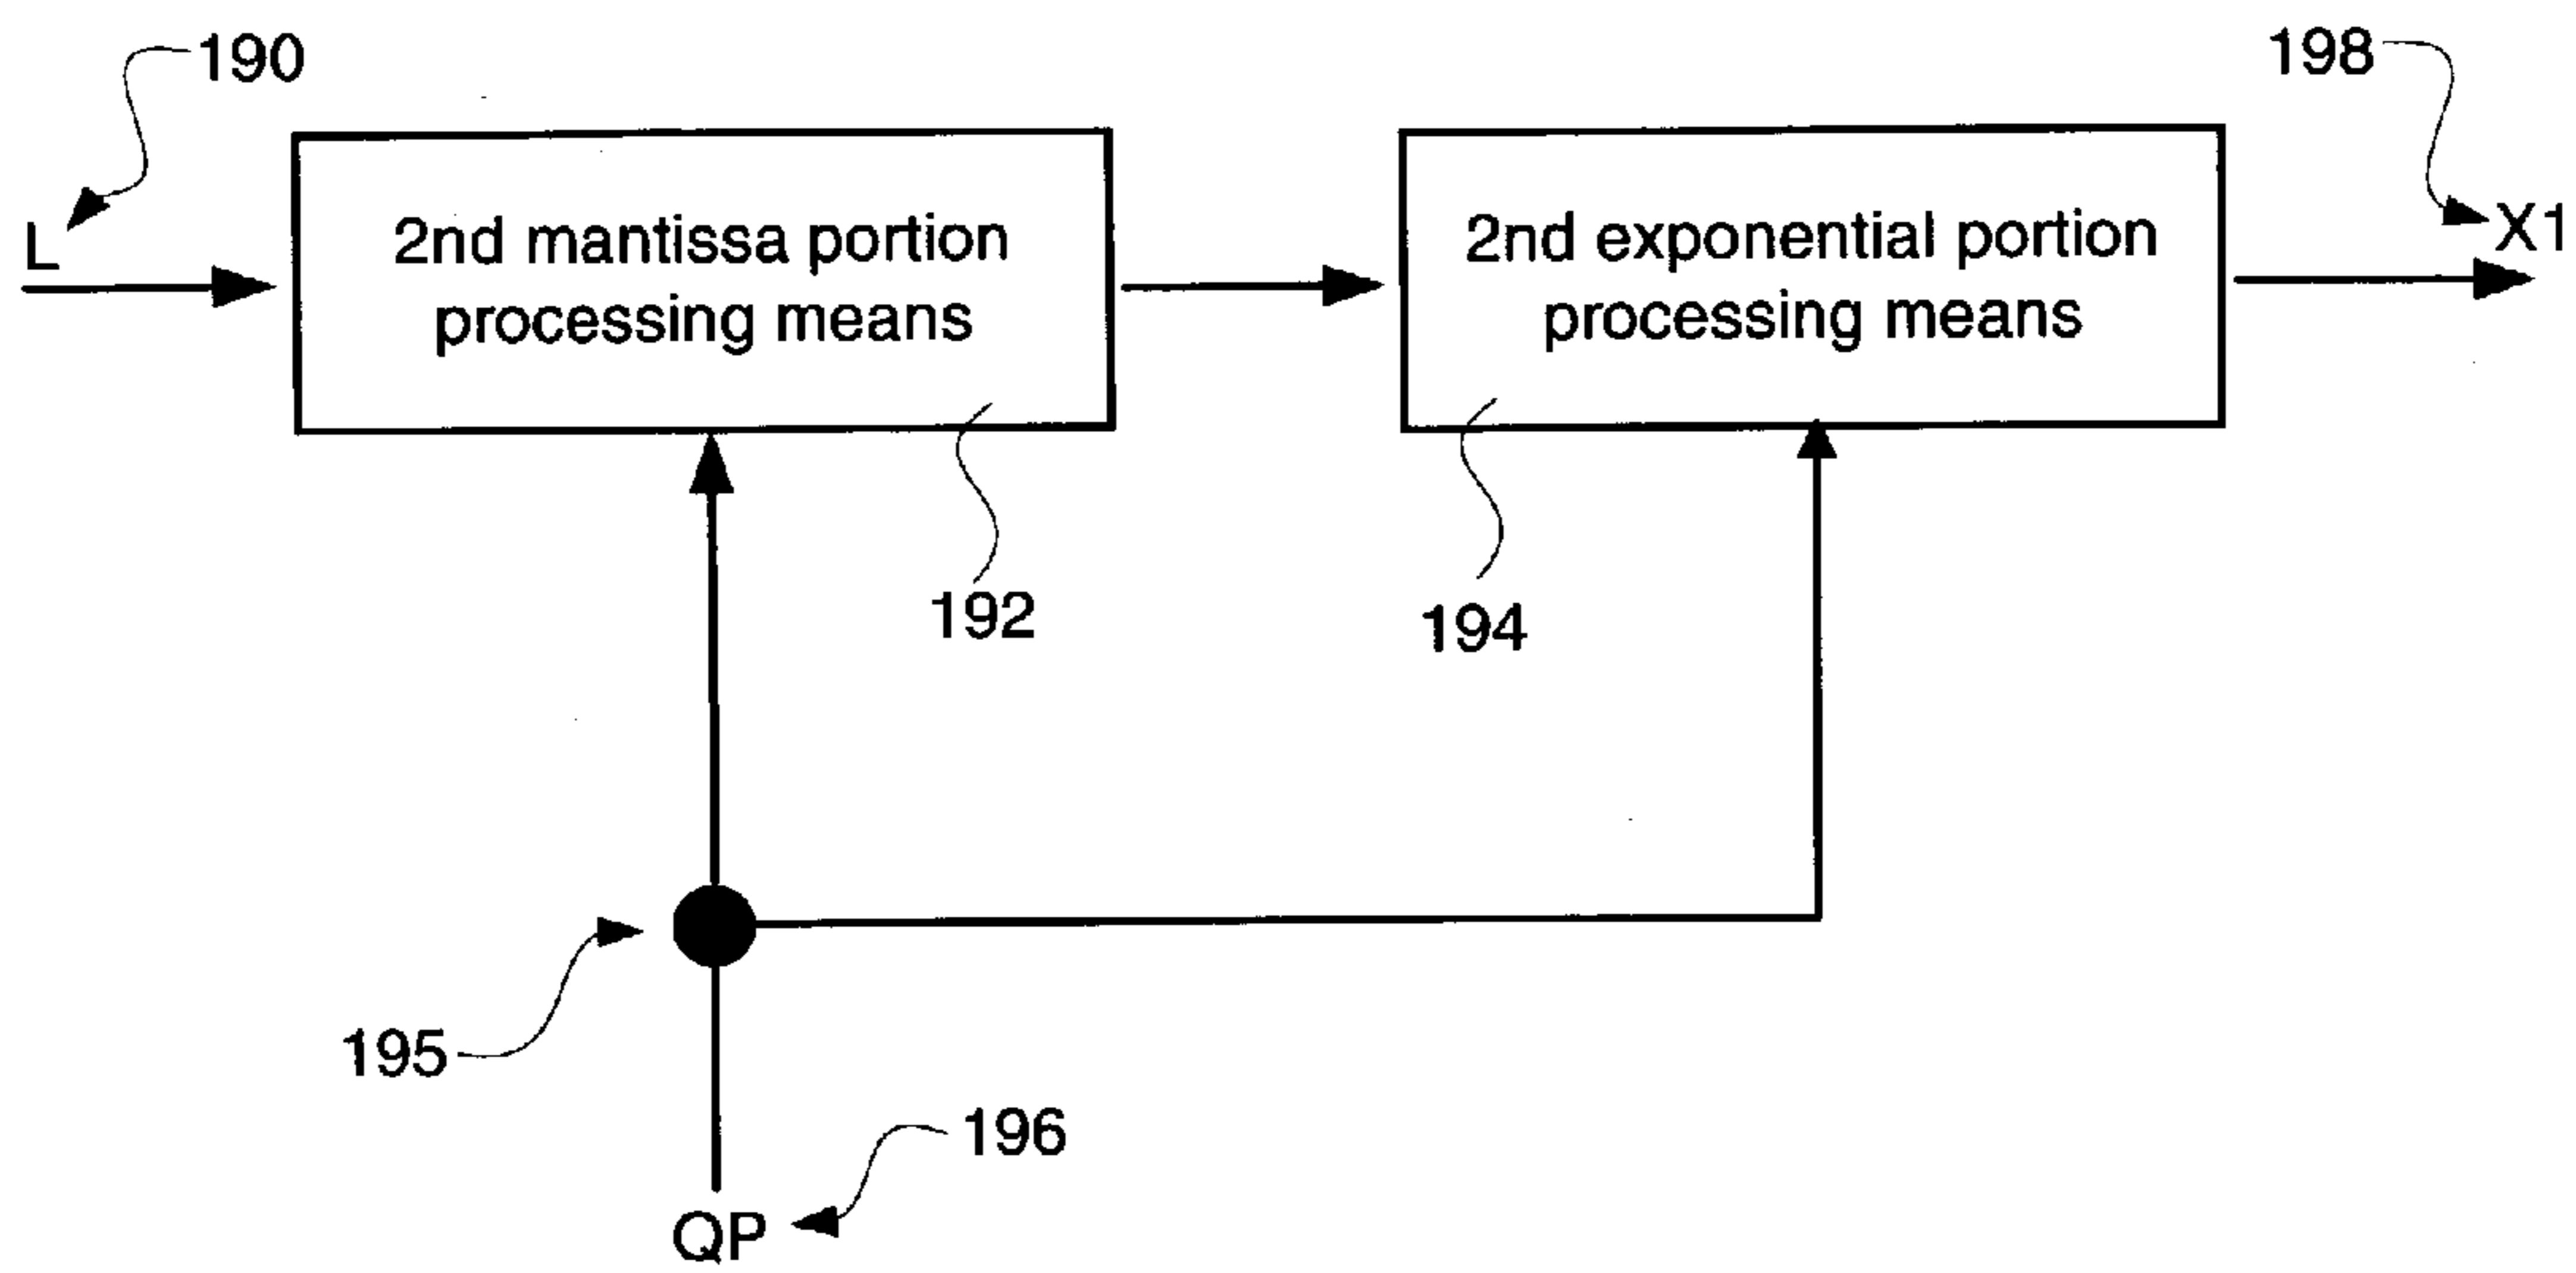 190
198
L
2nd mantissa portion
processing means
2nd exponential portion
processing means
X1
192
194
195
196
QP